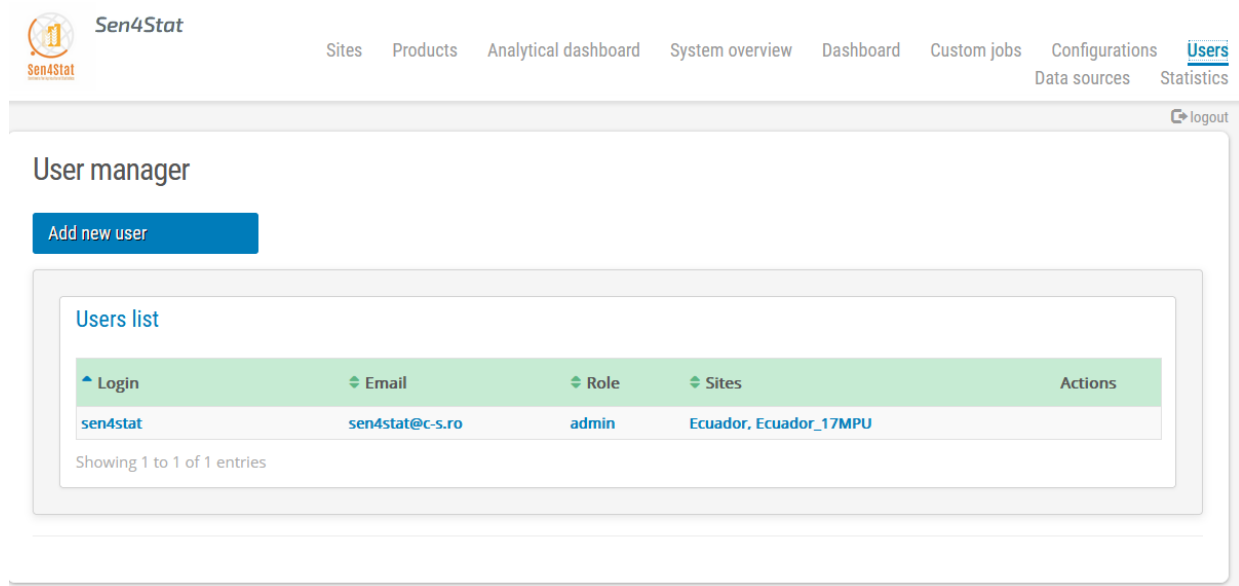 Sen4Stat
Sen4Stat
Sites Products Analytical dashboard System overview Dashboard Custom jobs Configurations Users
Data sources Statistics
logout
User manager
Add new user
Users list
Login Email Role Sites Actions
sen4stat sen4stat@c-s.ro admin Ecuador, Ecuador_17MPU
Showing 1 to 1 of 1 entries